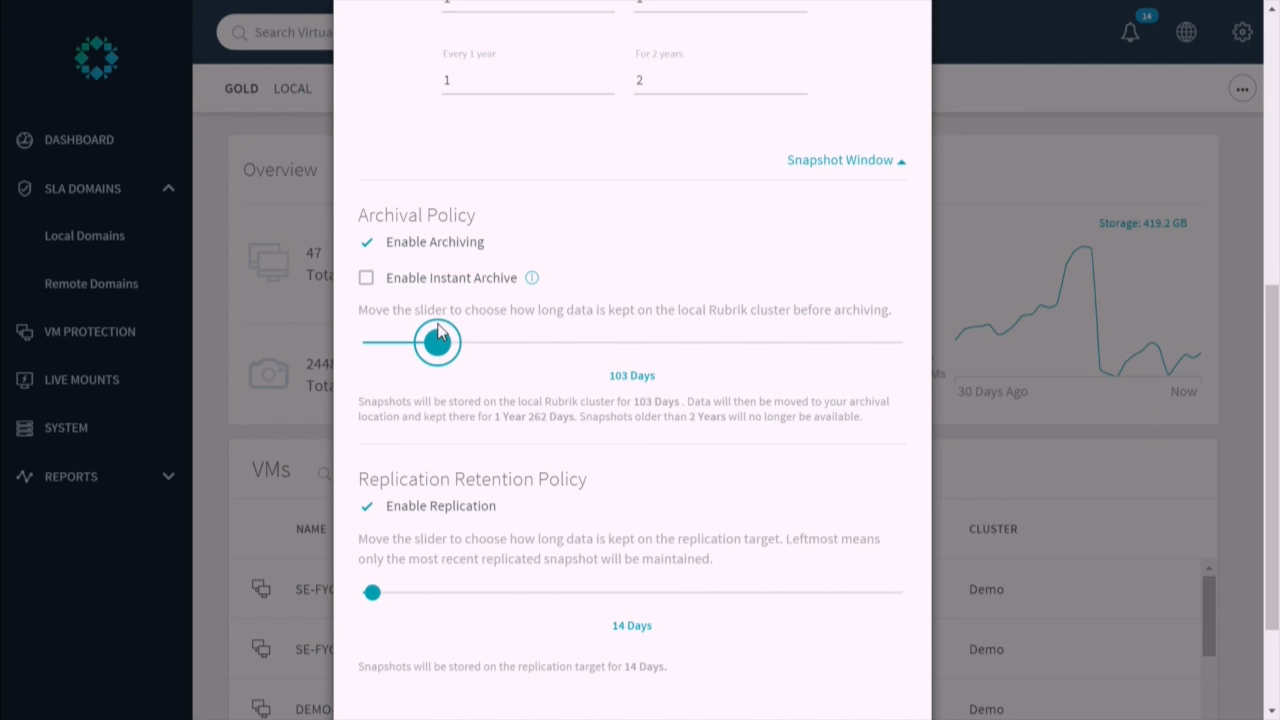 14
Search Virtua
GOLD LOCAL
Every 1 year For 2 years
1 2
DASHBOARD
SLA DOMAINS
Local Domains
Remote Domains
VM PROTECTION
LIVE MOUNTS
SYSTEM
REPORTS
Overview
47
Tota
2448
Tota
Ms
Storage: 419.2 GB
30 Days Ago Now
Snapshot Window
Archival Policy
Enable Archiving
Enable Instant Archive
Move the slider to choose how long data is kept on the local Rubrik cluster before archiving.
103 Days
Snapshots will be stored on the local Rubrik cluster for 103 Days . Data will then be moved to your archival
location and kept there for 1 Year 262 Days. Snapshots older than 2 Years will no longer be available.
Replication Retention Policy
Enable Replication
Move the slider to choose how long data is kept on the replication target. Leftmost means
only the most recent replicated snapshot will be maintained.
14 Days
Snapshots will be stored on the replication target for 14 Days.
VMs
NAME CLUSTER
SE-FYC Demo
SE-FYC Demo
DEMO- Demo